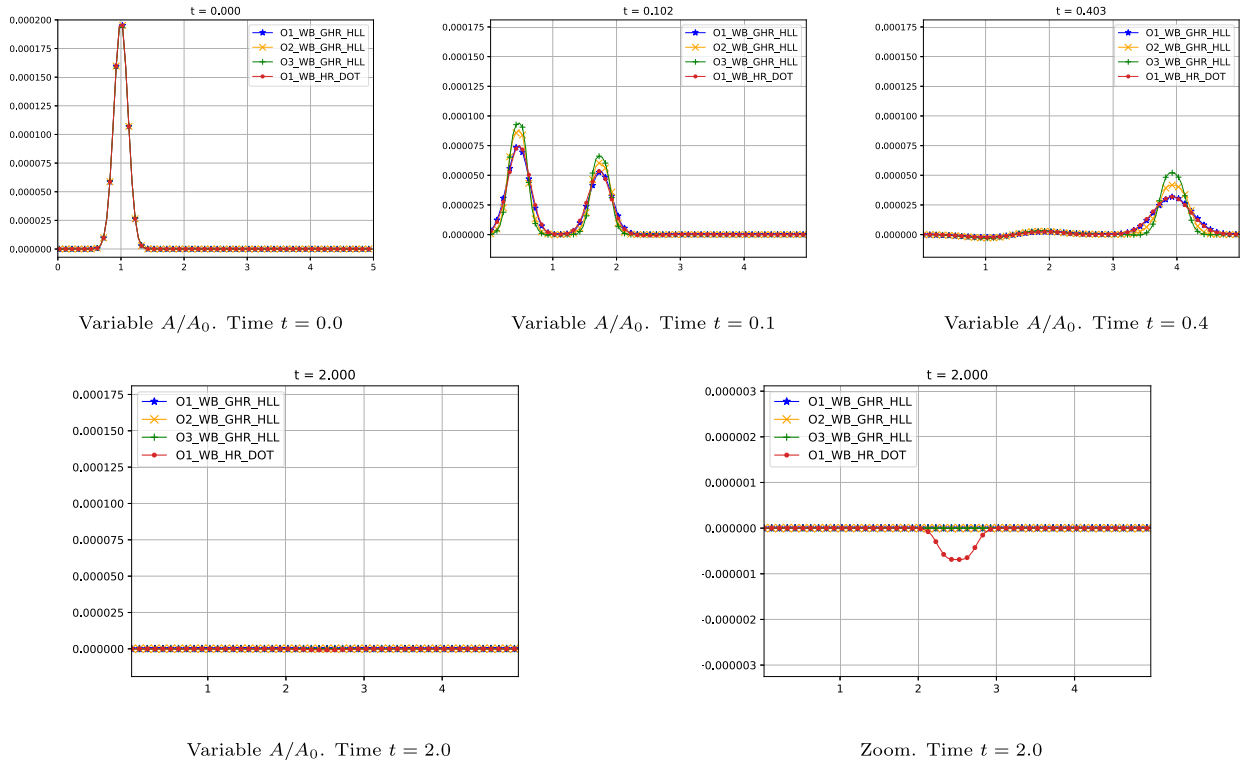 t = 0.000
0.000200
0.000175
0.000150
0.000125
0.000100
0.000075
0.000050
0.000025
0.000000
0 1 2 3 4 5
O1_WB_GHR_HLL
O2_WB_GHR_HLL
O3_WB_GHR_HLL
O1_WB_HR_DOT
Variable A/A₀. Time t = 0.0
t = 0.102
0.000175
0.000150
0.000125
0.000100
0.000075
0.000050
0.000025
0.000000
1 2 3 4
O1_WB_GHR_HLL
O2_WB_GHR_HLL
O3_WB_GHR_HLL
O1_WB_HR_DOT
Variable A/A₀. Time t = 0.1
t = 0.403
0.000175
0.000150
0.000125
0.000100
0.000075
0.000050
0.000025
0.000000
1 2 3 4
O1_WB_GHR_HLL
O2_WB_GHR_HLL
O3_WB_GHR_HLL
O1_WB_HR_DOT
Variable A/A₀. Time t = 0.4
t = 2.000
0.000175
0.000150
0.000125
0.000100
0.000075
0.000050
0.000025
0.000000
1 2 3 4
O1_WB_GHR_HLL
O2_WB_GHR_HLL
O3_WB_GHR_HLL
O1_WB_HR_DOT
Variable A/A₀. Time t = 2.0
t = 2.000
0.000003
0.000002
0.000001
0.000000
-0.000001
-0.000002
-0.000003
1 2 3 4
O1_WB_GHR_HLL
O2_WB_GHR_HLL
O3_WB_GHR_HLL
O1_WB_HR_DOT
Zoom. Time t = 2.0